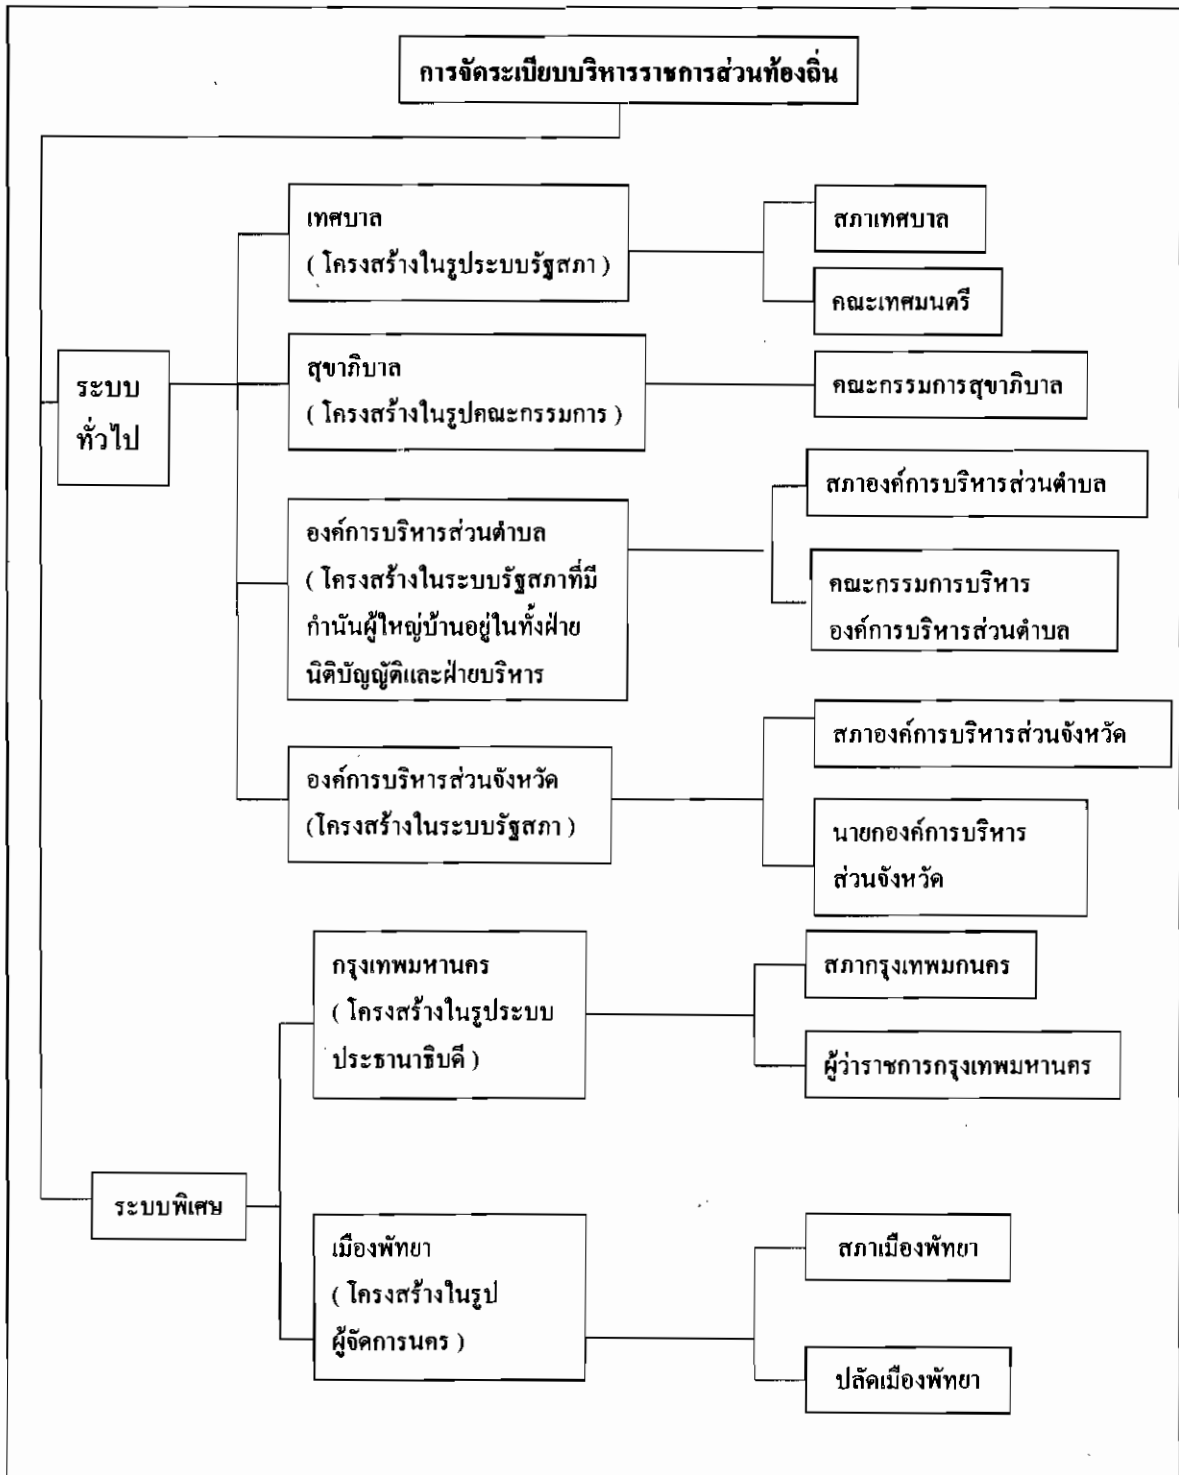 การจัดระเบียบบริหารราชการส่วนท้องถิ่น
ระบบ
ทั่วไป
เทศบาล
( โครงสร้างในรูประบบรัฐสภา )
สภาเทศบาล
คณะเทศมนตรี
สุขาภิบาล
( โครงสร้างในรูปคณะกรรมการ )
คณะกรรมการสุขาภิบาล
องค์การบริหารส่วนตำบล
( โครงสร้างในระบบรัฐสภาที่มี
กำนันผู้ใหญ่บ้านอยู่ในทั้งฝ่าย
นิติบัญญัติและฝ่ายบริหาร
สภาองค์การบริหารส่วนตำบล
คณะกรรมการบริหาร
องค์การบริหารส่วนตำบล
องค์การบริหารส่วนจังหวัด
(โครงสร้างในระบบรัฐสภา )
สภาองค์การบริหารส่วนจังหวัด
นายกองค์การบริหาร
ส่วนจังหวัด
ระบบพิเศษ
กรุงเทพมหานคร
( โครงสร้างในรูประบบ
ประธานาธิบดี )
สภากรุงเทพมกนคร
ผู้ว่าราชการกรุงเทพมหานคร
เมืองพัทยา
( โครงสร้างในรูป
ผู้จัดการนคร )
สภาเมืองพัทยา
ปลัดเมืองพัทยา